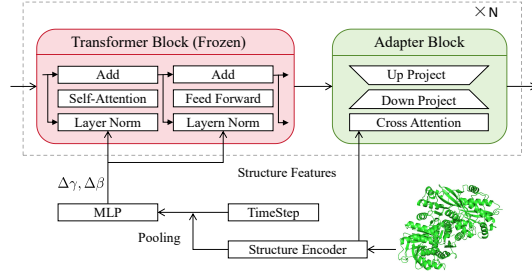 × N
Transformer Block (Frozen)
Adapter Block
Add
Add
Up Project
Self-Attention
Feed Forward
Down Project
Layer Norm
Layern Norm
Cross Attention
Δγ, Δβ
Structure Features
MLP
TimeStep
Pooling
Structure Encoder